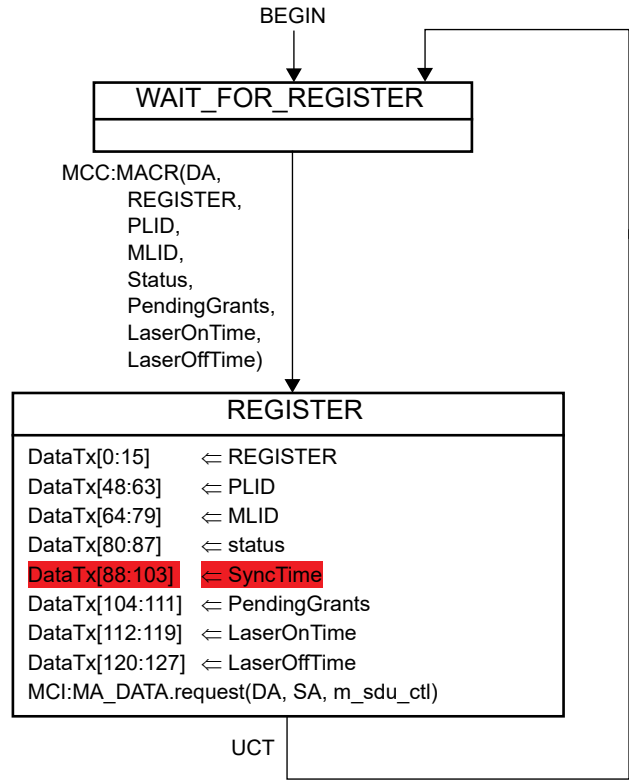 BEGIN
WAIT_FOR_REGISTER
MCC:MACR(DA,
REGISTER,
PLID,
MLID,
Status,
PendingGrants,
LaserOnTime,
LaserOffTime)
REGISTER
DataTx[0:15] ⇐ REGISTER
DataTx[48:63] ⇐ PLID
DataTx[64:79] ⇐ MLID
DataTx[80:87] ⇐ status
DataTx[88:103] ⇐ SyncTime
DataTx[104:111] ⇐ PendingGrants
DataTx[112:119] ⇐ LaserOnTime
DataTx[120:127] ⇐ LaserOffTime
MCI:MA_DATA.request(DA, SA, m_sdu_ctl)
UCT